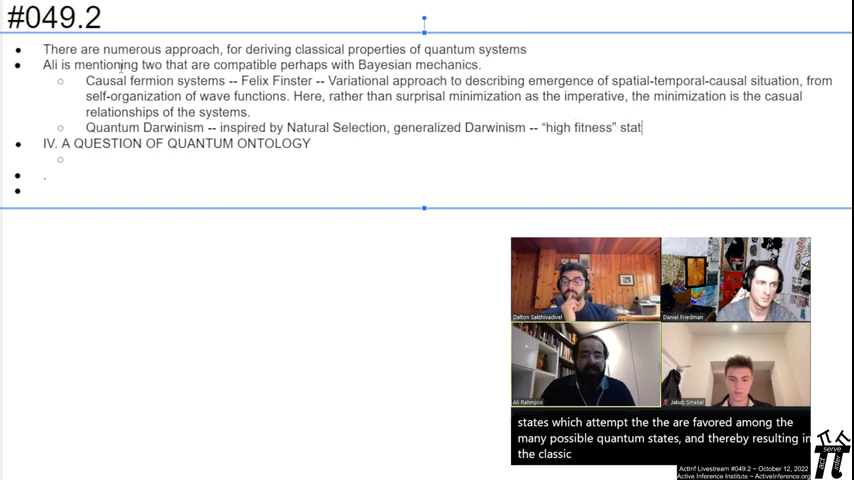 #049.2
● There are numerous approach, for deriving classical properties of quantum systems
● Ali is mentioning two that are compatible perhaps with Bayesian mechanics.
○ Causal fermion systems -- Felix Finster -- Variational approach to describing emergence of spatial-temporal-causal situation, from
self-organization of wave functions. Here, rather than surprisal minimization as the imperative, the minimization is the casual
relationships of the systems.
○ Quantum Darwinism -- inspired by Natural Selection, generalized Darwinism -- “high fitness” stat
● IV. A QUESTION OF QUANTUM ONTOLOGY
○
● .
●
Dalton Sakthivadivel
Daniel Friedman
Ali Rahmjoo
Jakub Smékal
states which attempt the the are favored among the
many possible quantum states, and thereby resulting in
the classic
ActInf Livestream #049.2 ~ October 12, 2022
Active Inference Institute ~ ActiveInference.org
act
serve
infer